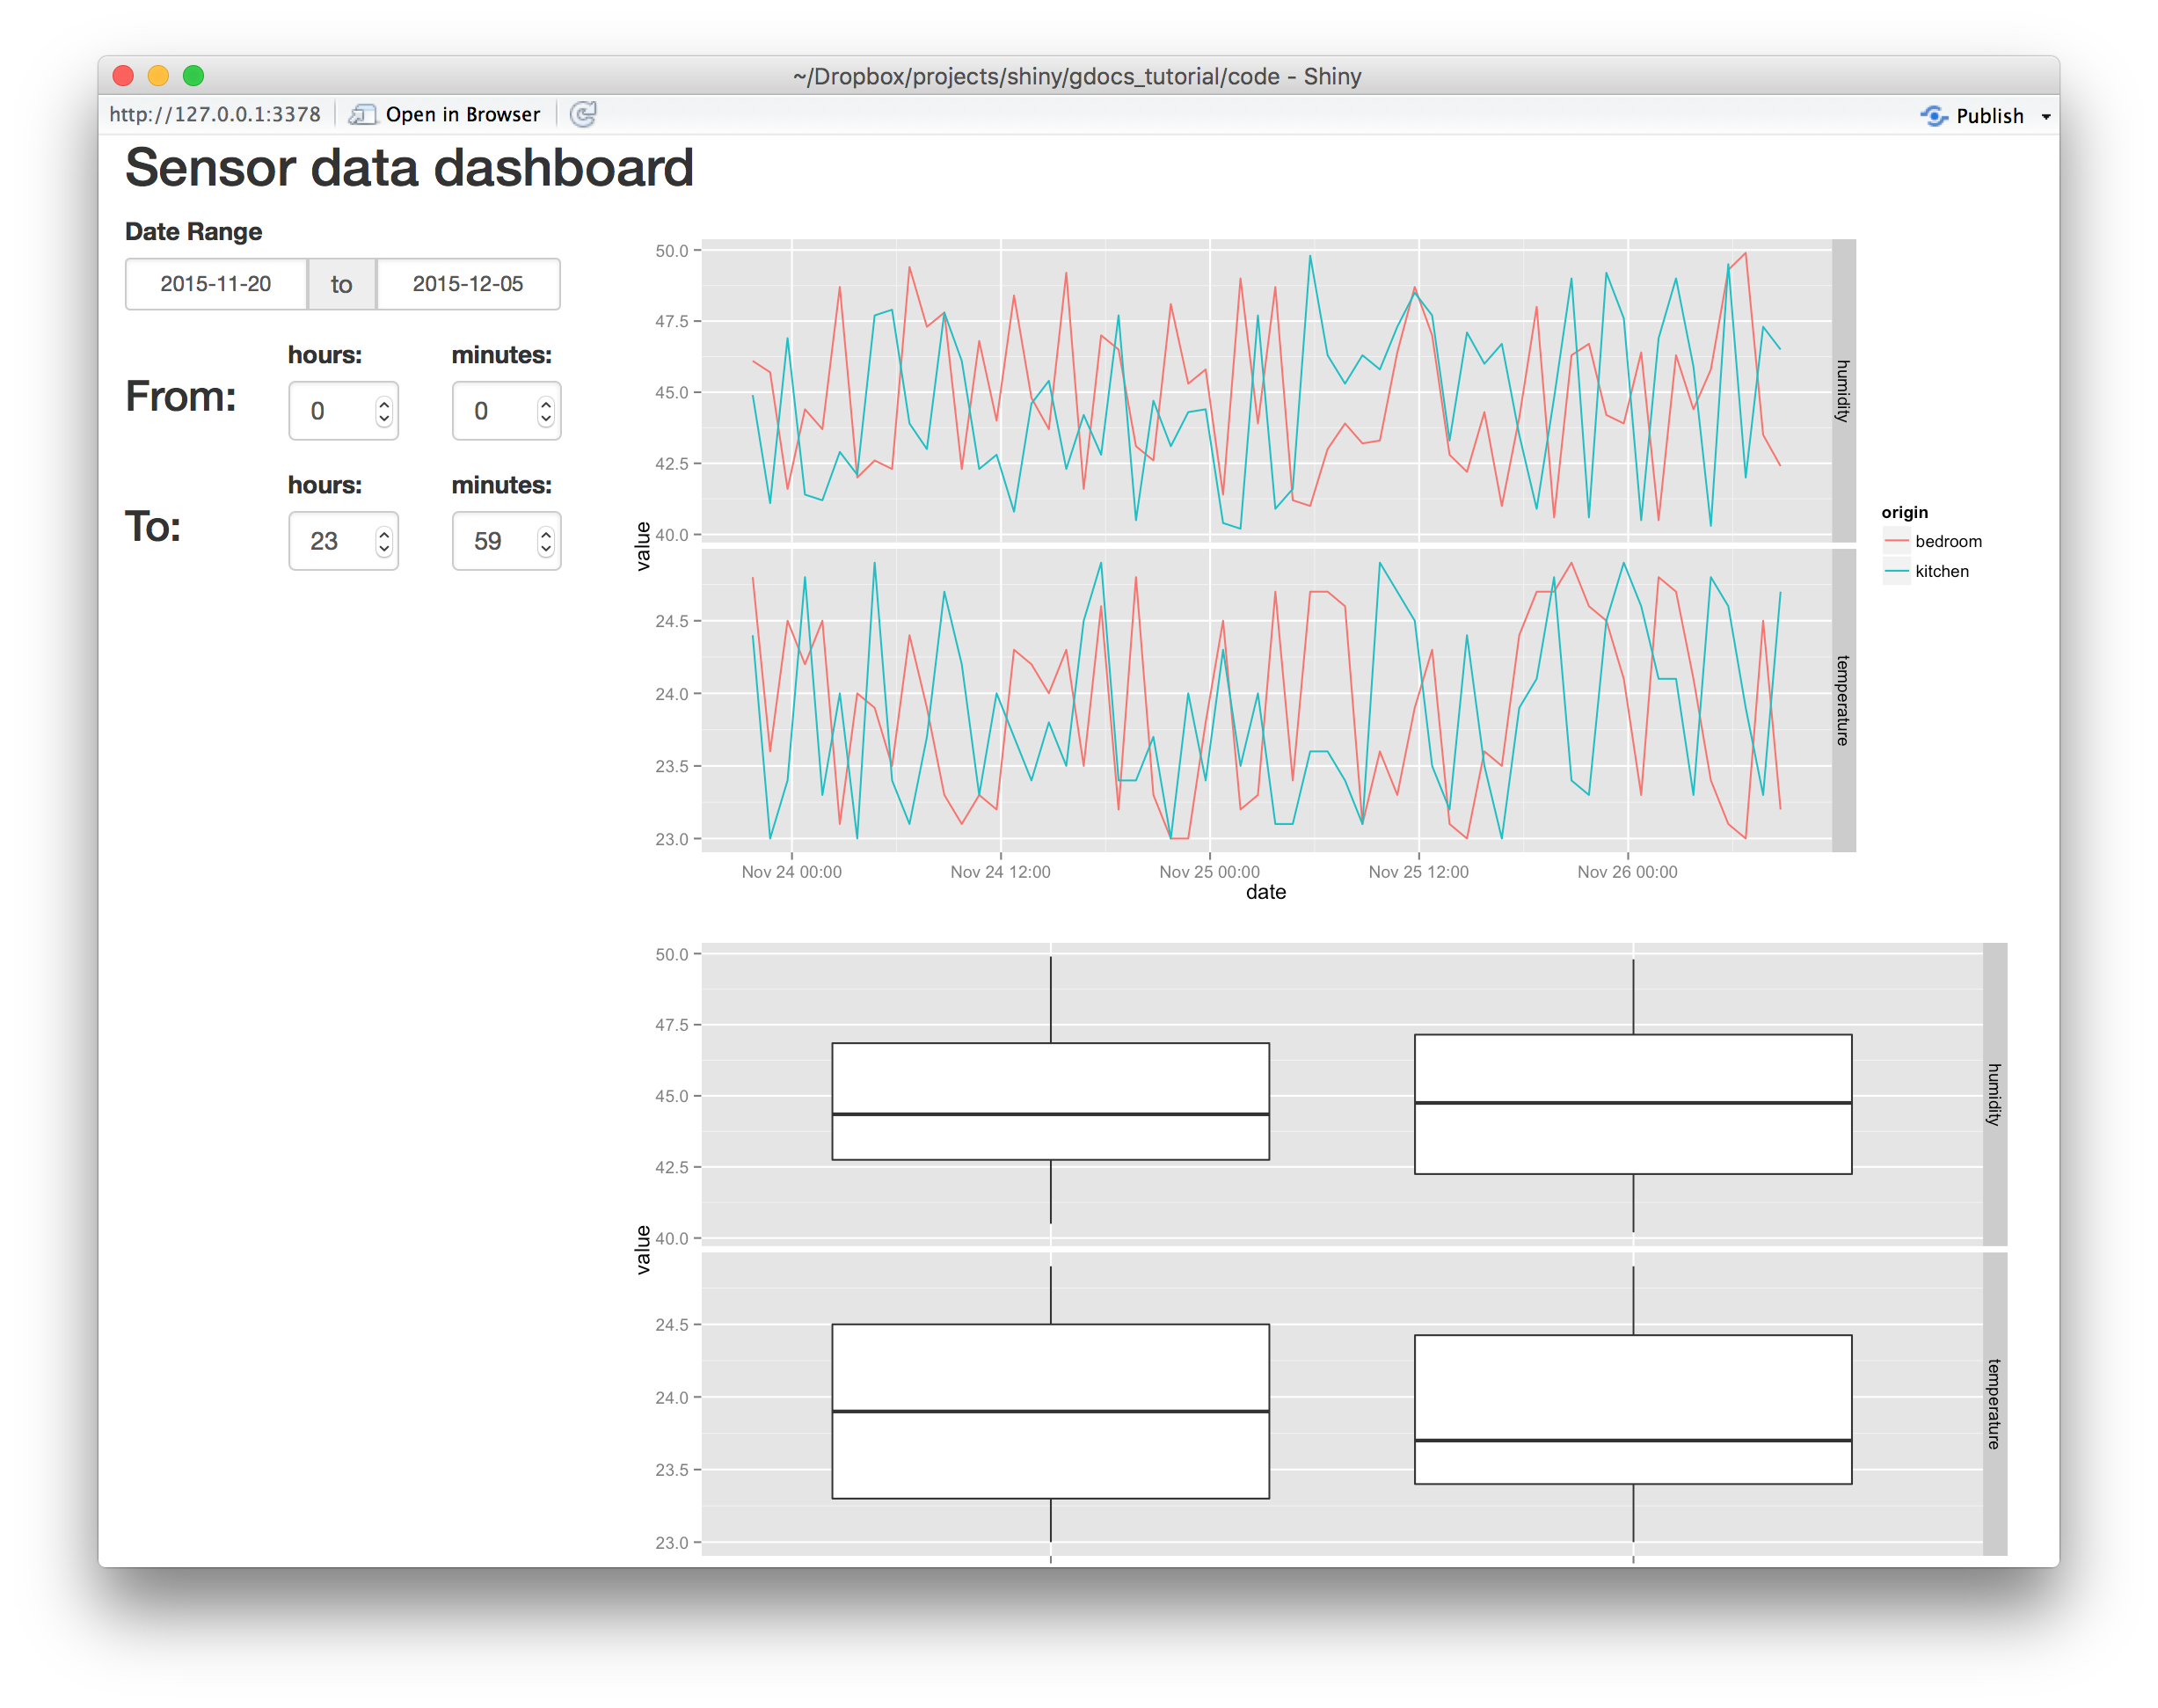 ~/Dropbox/projects/shiny/gdocs_tutorial/code - Shiny
http://127.0.0.1:3378 Open in Browser Publish
Sensor data dashboard
Date Range
2015-11-20 to 2015-12-05
hours: minutes:
From: 0 0
hours: minutes:
To: 23 59
50.0
47.5
45.0
42.5
40.0
humidity
value
24.5
24.0
23.5
23.0
temperature
Nov 24 00:00 Nov 24 12:00 Nov 25 00:00 Nov 25 12:00 Nov 26 00:00
date
origin
bedroom
kitchen
50.0
47.5
45.0
42.5
40.0
humidity
value
24.5
24.0
23.5
23.0
temperature